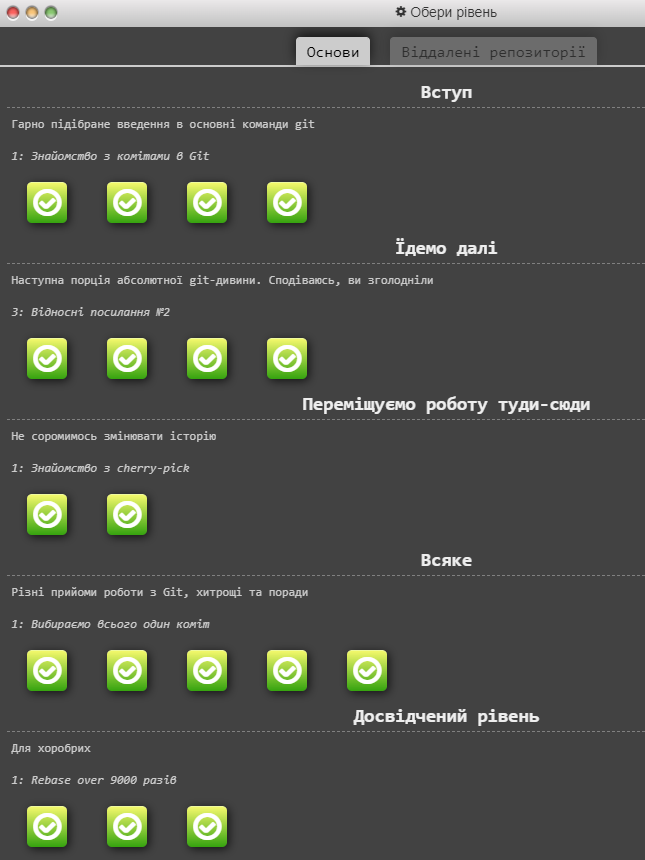 Обери рівень
Основи
Віддалені репозиторії
Вступ
Гарно підібране введення в основні команди git
1: Знайомство з комітами в Git
Їдемо далі
Наступна порція абсолютної git-дивини. Сподіваюсь, ви зголодніли
3: Відносні посилання №2
Переміщуємо роботу туди-сюди
Не соромимось змінювати історію
1: Знайомство з cherry-pick
Всяке
Різні прийоми роботи з Git, хитрощі та поради
1: Вибираємо всього один коміт
Досвідчений рівень
Для хоробрих
1: Rebase over 9000 разів